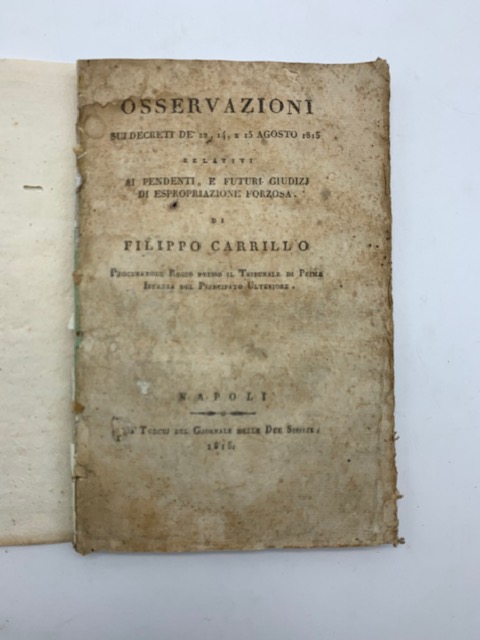 OSSERVAZIONI
SUI DECRETI DE' 12, 14, E 15 AGOSTO 1815
RELATIVI
AI PENDENTI, E FUTURI GIUDIZJ
DI ESPROPRIAZIONE FORZOSA.
DI
FILIPPO CARRILLO
PROCURATORE REGIO PRESSO IL TRIBUNALE DI PRIMA
ISTANZA DEL PRINCIPATO ULTERIORE.
NAPOLI
DA' TORCHI DEL GIORNALE DELLE DUE SICILIE.
1815.